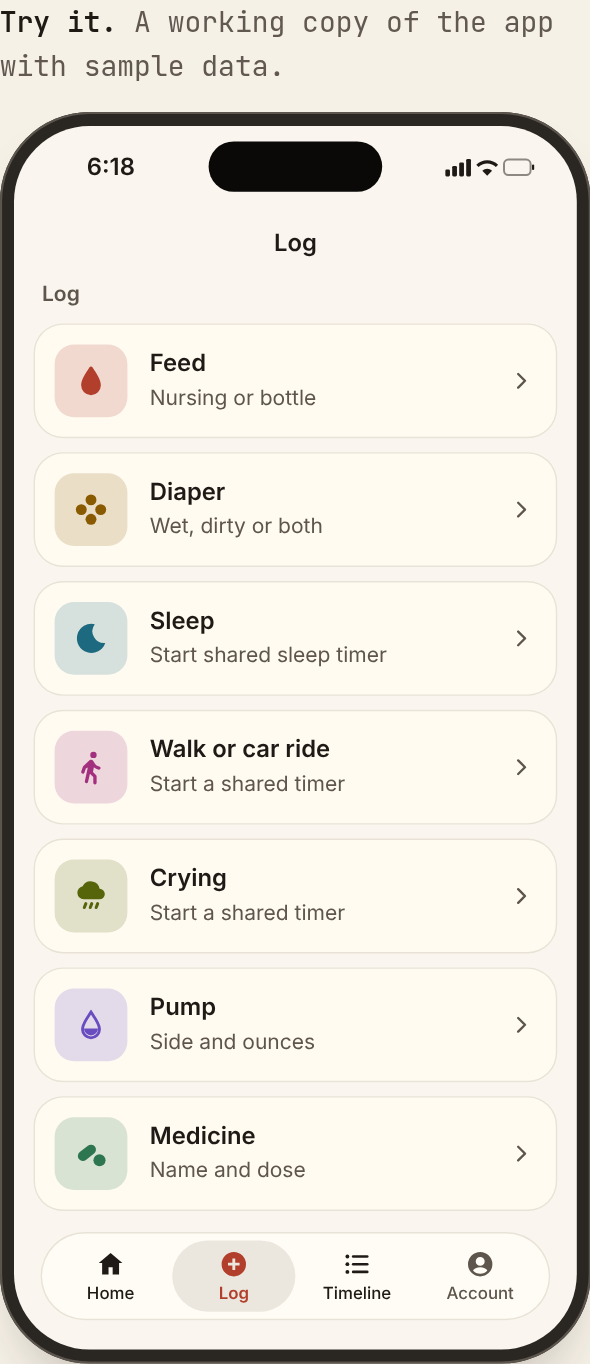 Try it. A working copy of the app
with sample data.
6:18
Log
Log
Feed
Nursing or bottle
Diaper
Wet, dirty or both
Sleep
Start shared sleep timer
Walk or car ride
Start a shared timer
Crying
Start a shared timer
Pump
Side and ounces
Medicine
Name and dose
Home
Log
Timeline
Account